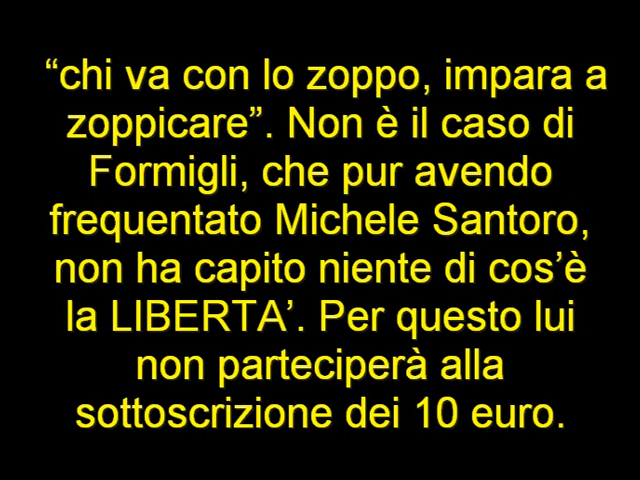 “chi va con lo zoppo, impara a
zoppicare”. Non è il caso di
Formigli, che pur avendo
frequentato Michele Santoro,
non ha capito niente di cos’è
la LIBERTA’. Per questo lui
non parteciperà alla
sottoscrizione dei 10 euro.